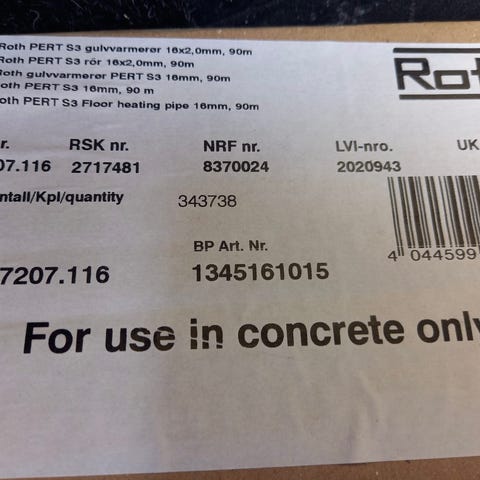 Roth PERT S3 gulvvarmerør 16x2,0mm, 90m
Roth PERT S3 rör 16x2,0mm, 90m
Roth gulvvarmerør PERT S3 16mm, 90m
Roth PERT S3 16mm, 90 m
Roth PERT S3 Floor heating pipe 16mm, 90m
Rot
r. RSK nr. NRF nr. LVI-nro. UK
07.116 2717481 8370024 2020943
ntall/Kpl/quantity 343738
4 044599
BP Art. Nr.
7207.116 1345161015
For use in concrete only